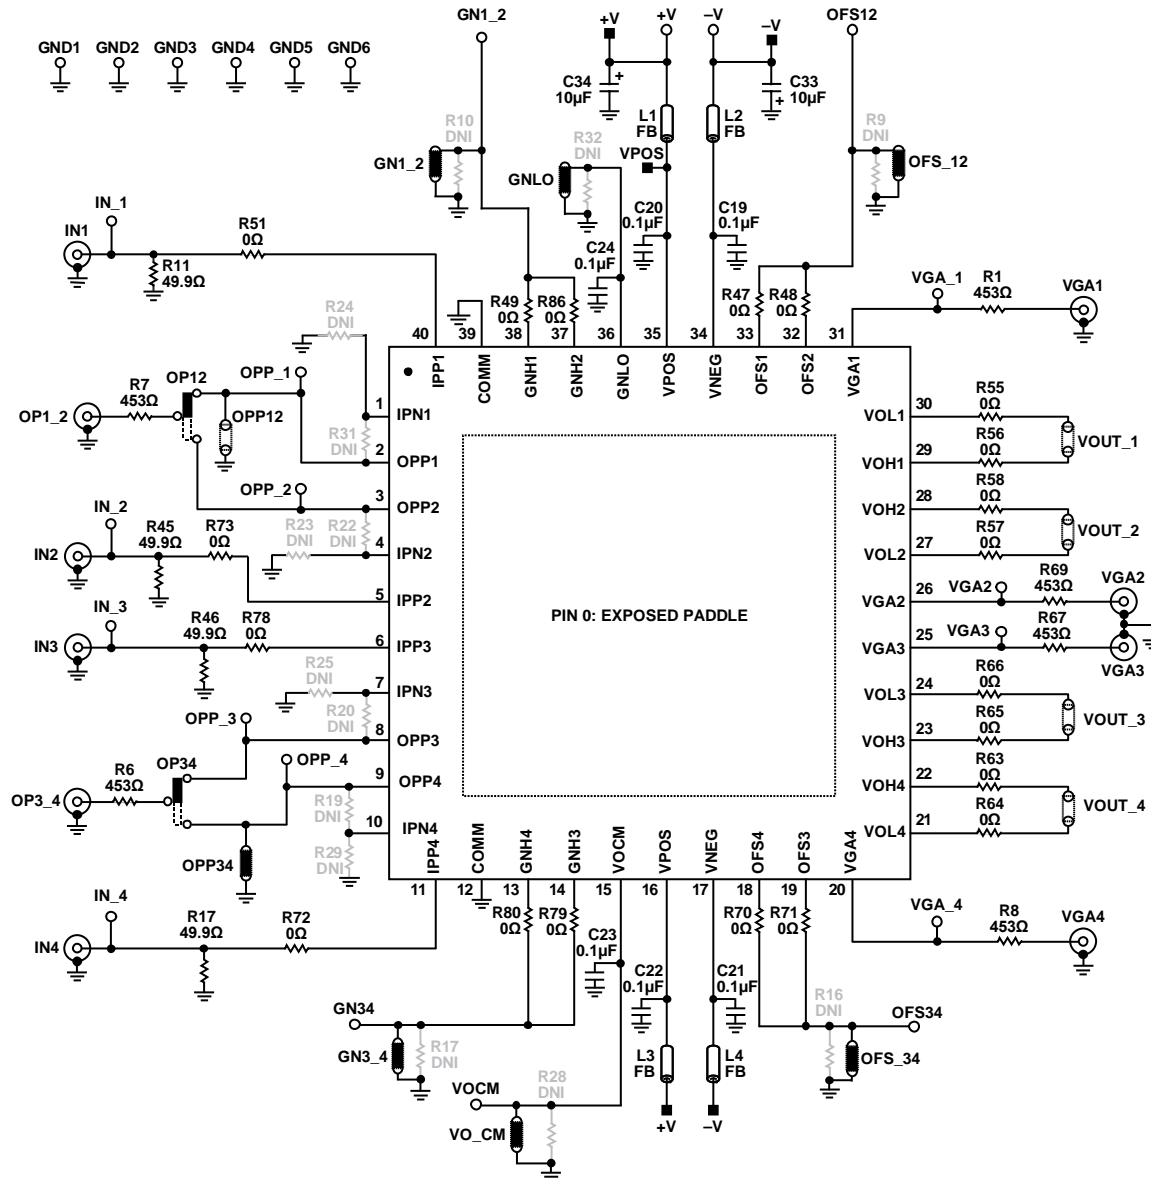 GN1_2
+V
+V
–V
–V
OFS12
GND1 GND2 GND3 GND4 GND5 GND6
C34
10µF
+
C33
10µF
+
L1
FB
L2
FB
R10
DNI
GN1_2
R32
DNI
GNLO
VPOS
R9
DNI
OFS_12
IN_1
IN1
R51
0Ω
R11
49.9Ω
C20
0.1µF
C19
0.1µF
C24
0.1µF
R49
0Ω
R86
0Ω
R47
0Ω
R48
0Ω
VGA_1
R1
453Ω
VGA1
R24
DNI
40 39 38 37 36 35 34 33 32 31
IPP1
COMM
GNH1
GNH2
GNLO
VPOS
VNEG
OFS1
OFS2
VGA1
R7
453Ω
OP12
OPP_1
OP1_2
OPP12
R31
DNI
1 IPN1
2 OPP1
OPP_2
3 OPP2
R23
DNI
R22
DNI
4 IPN2
IN_2
IN2
R45
49.9Ω
R73
0Ω
5 IPP2
IN_3
IN3
R46
49.9Ω
R78
0Ω
6 IPP3
R25
DNI
7 IPN3
R20
DNI
OPP_3
8 OPP3
R6
453Ω
OP34
OPP_4
OP3_4
9 OPP4
R19
DNI
10 IPN4
R29
DNI
OPP34
PIN 0: EXPOSED PADDLE
VOL1 30
R55
0Ω
VOUT_1
VOH1 29
R56
0Ω
VOH2 28
R58
0Ω
VOUT_2
VOL2 27
R57
0Ω
VGA2 26
VGA2
R69
453Ω
VGA2
VGA3 25
VGA3
R67
453Ω
VGA3
VOL3 24
R66
0Ω
VOUT_3
VOH3 23
R65
0Ω
VOH4 22
R63
0Ω
VOUT_4
VOL4 21
R64
0Ω
IPP4
COMM
GNH4
GNH3
VOCM
VPOS
VNEG
OFS4
OFS3
VGA4
11 12 13 14 15 16 17 18 19 20
IN_4
IN4
R17
49.9Ω
R72
0Ω
R80
0Ω
R79
0Ω
C23
0.1µF
C22
0.1µF
C21
0.1µF
R70
0Ω
R71
0Ω
VGA_4
R8
453Ω
VGA4
GN34
GN3_4
R17
DNI
R16
DNI
OFS34
OFS_34
L3
FB
L4
FB
VOCM
R28
DNI
VO_CM
+V
–V